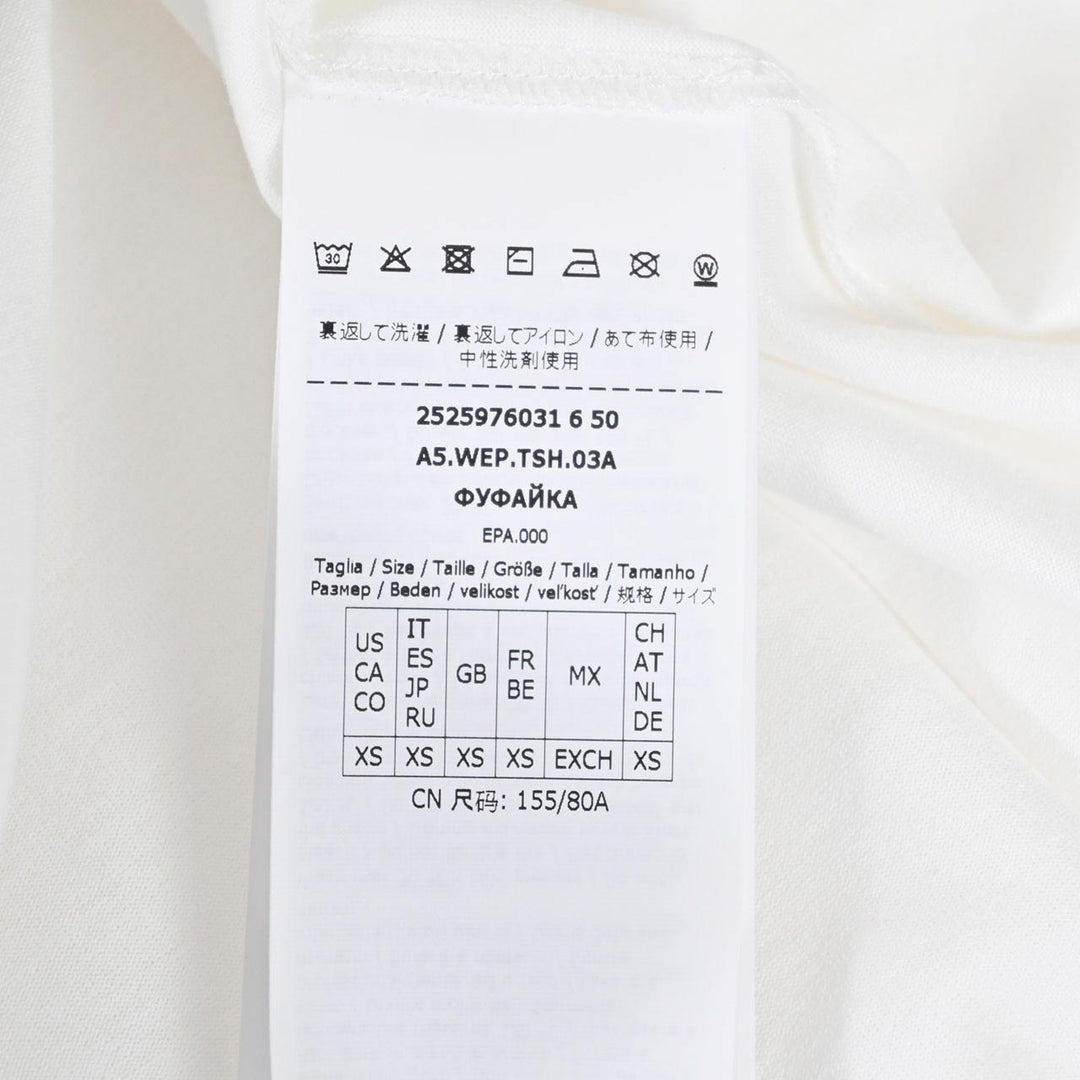 30 W
裏返して洗濯 / 裏返してアイロン / あて布使用 /
中性洗剤使用
2525976031 6 50
A5.WEP.TSH.03A
ФУФАЙКА
EPA.000
Taglia / Size / Taille / Größe / Talla / Tamanho /
Размер / Beden / velikost / veľkosť / 规格 / サイズ
US CA CO IT ES JP RU GB FR BE MX CH AT NL DE
XS XS XS XS EXCH XS
CN 尺码: 155/80A